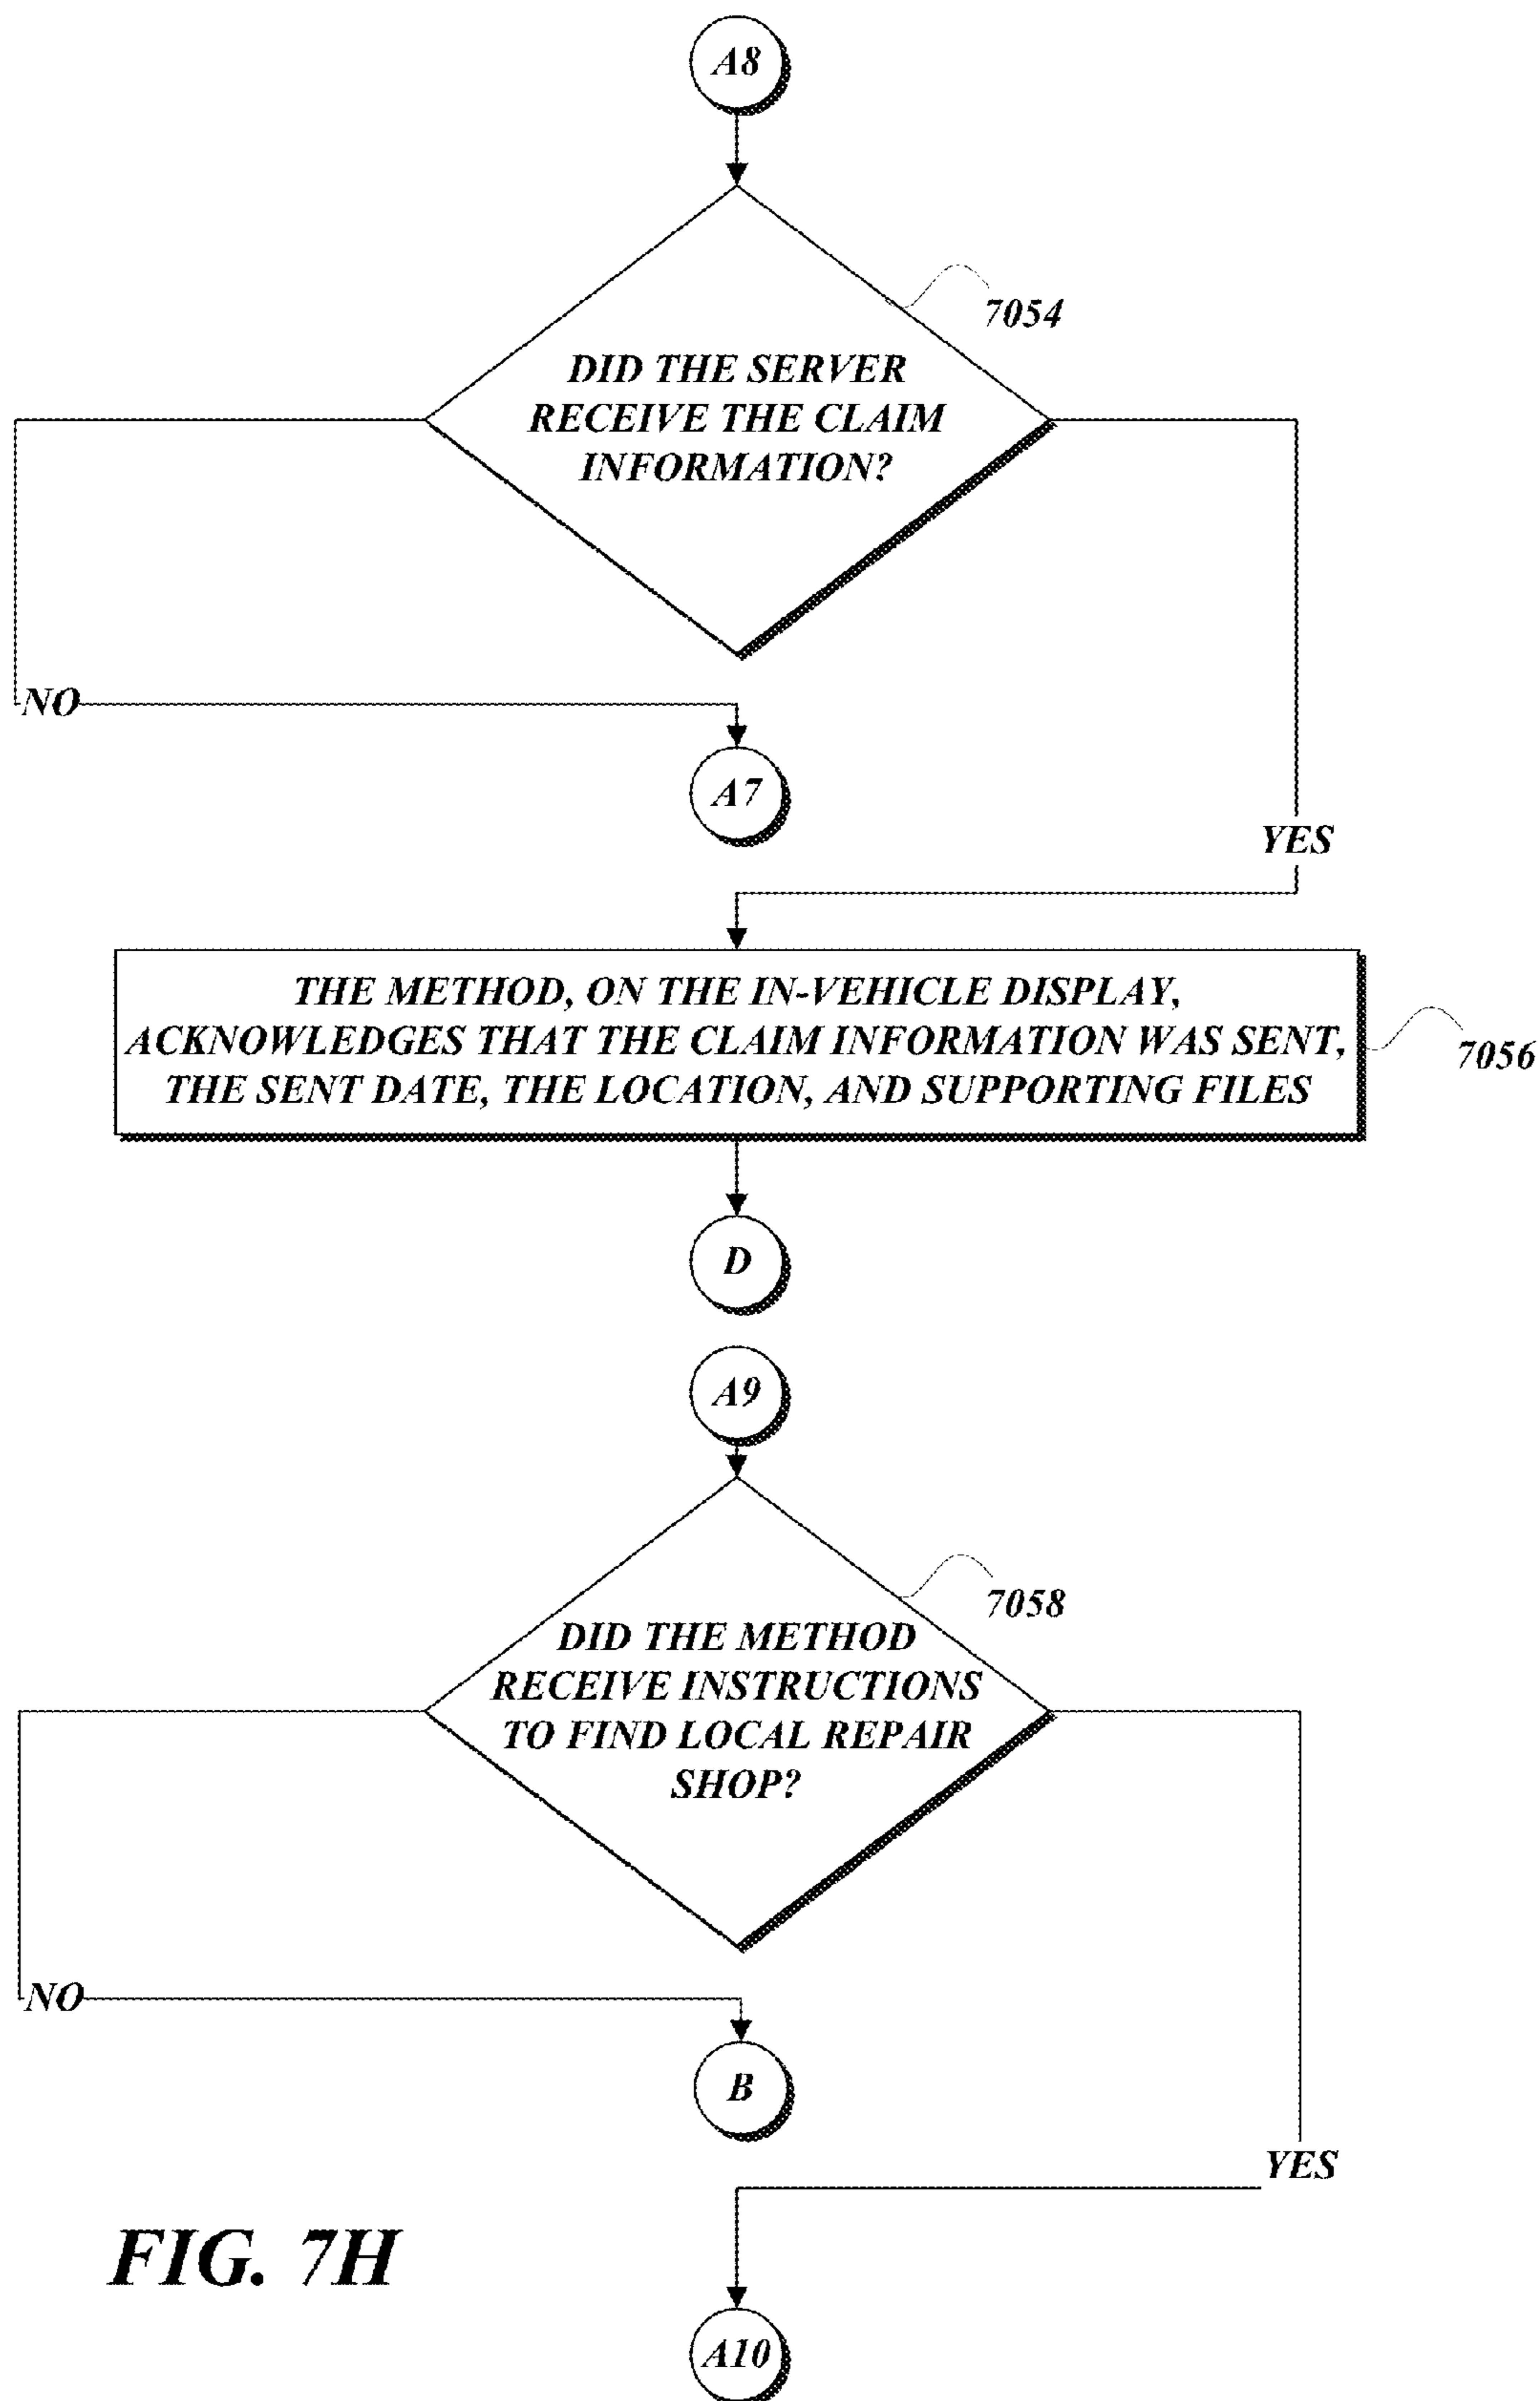 A8
7054
DID THE SERVER
RECEIVE THE CLAIM
INFORMATION?
NO
A7
YES
THE METHOD, ON THE IN-VEHICLE DISPLAY,
ACKNOWLEDGES THAT THE CLAIM INFORMATION WAS SENT,
THE SENT DATE, THE LOCATION, AND SUPPORTING FILES
7056
D
A9
7058
DID THE METHOD
RECEIVE INSTRUCTIONS
TO FIND LOCAL REPAIR
SHOP?
NO
B
YES
FIG. 7H
A10